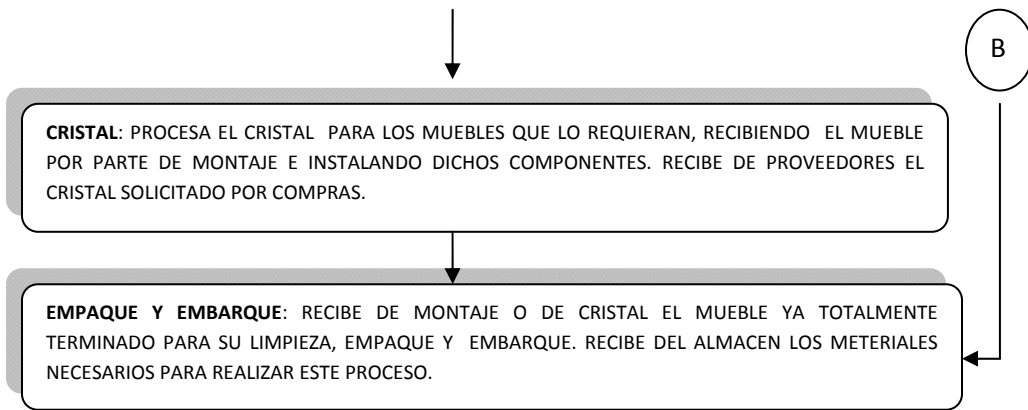 B
CRISTAL: PROCESA EL CRISTAL PARA LOS MUEBLES QUE LO REQUIERAN, RECIBIENDO EL MUEBLE
POR PARTE DE MONTAJE E INSTALANDO DICHOS COMPONENTES. RECIBE DE PROVEEDORES EL
CRISTAL SOLICITADO POR COMPRAS.
EMPAQUE Y EMBARQUE: RECIBE DE MONTAJE O DE CRISTAL EL MUEBLE YA TOTALMENTE
TERMINADO PARA SU LIMPIEZA, EMPAQUE Y EMBARQUE. RECIBE DEL ALMACEN LOS METERIALES
NECESARIOS PARA REALIZAR ESTE PROCESO.